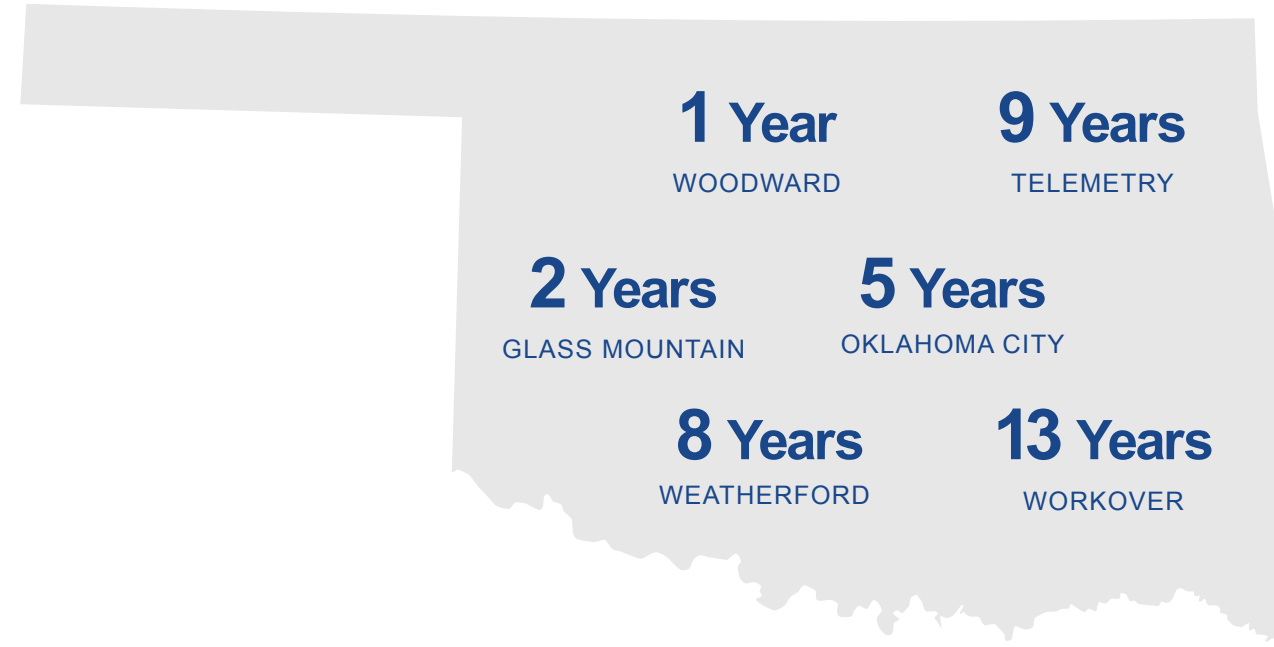 1 Year
WOODWARD
9 Years
TELEMETRY
2 Years
GLASS MOUNTAIN
5 Years
OKLAHOMA CITY
8 Years
WEATHERFORD
13 Years
WORKOVER